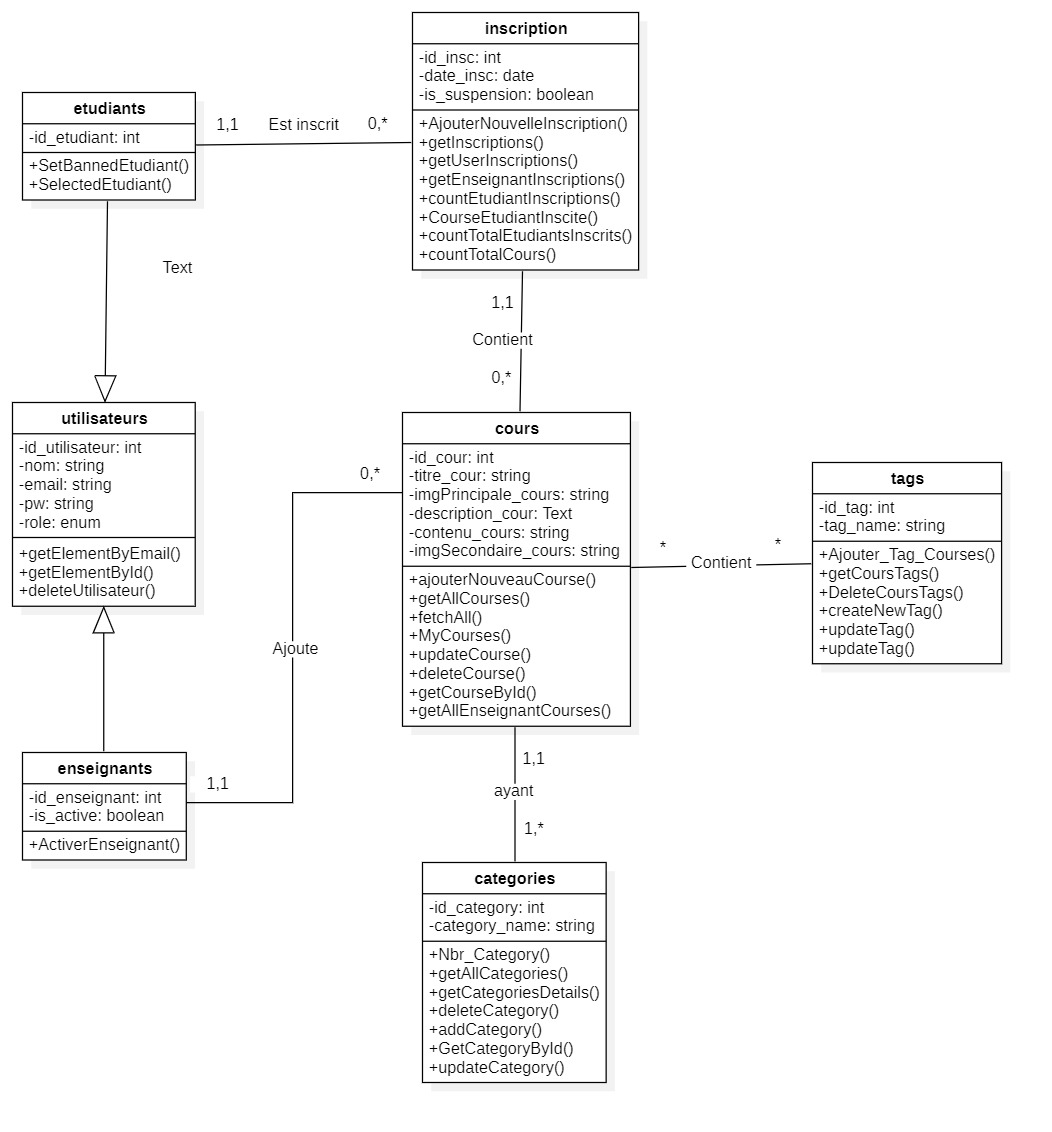 inscription
-id_insc: int
-date_insc: date
-is_suspension: boolean
+AjouterNouvelleInscription()
+getInscriptions()
+getUserInscriptions()
+getEnseignantInscriptions()
+countEtudiantInscriptions()
+CourseEtudiantInscite()
+countTotalEtudiantsInscrits()
+countTotalCours()
etudiants
-id_etudiant: int
+SetBannedEtudiant()
+SelectedEtudiant()
1,1
Est inscrit
0,*
Text
1,1
Contient
0,*
utilisateurs
-id_utilisateur: int
-nom: string
-email: string
-pw: string
-role: enum
+getElementByEmail()
+getElementById()
+deleteUtilisateur()
cours
-id_cour: int
-titre_cour: string
-imgPrincipale_cours: string
-description_cour: Text
-contenu_cours: string
-imgSecondaire_cours: string
+ajouterNouveauCourse()
+getAllCourses()
+fetchAll()
+MyCourses()
+updateCourse()
+deleteCourse()
+getCourseById()
+getAllEnseignantCourses()
0,*
Ajoute
1,1
*
Contient
*
tags
-id_tag: int
-tag_name: string
+Ajouter_Tag_Courses()
+getCoursTags()
+DeleteCoursTags()
+createNewTag()
+updateTag()
+updateTag()
enseignants
-id_enseignant: int
-is_active: boolean
+ActiverEnseignant()
1,1
ayant
1,*
categories
-id_category: int
-category_name: string
+Nbr_Category()
+getAllCategories()
+getCategoriesDetails()
+deleteCategory()
+addCategory()
+GetCategoryById()
+updateCategory()